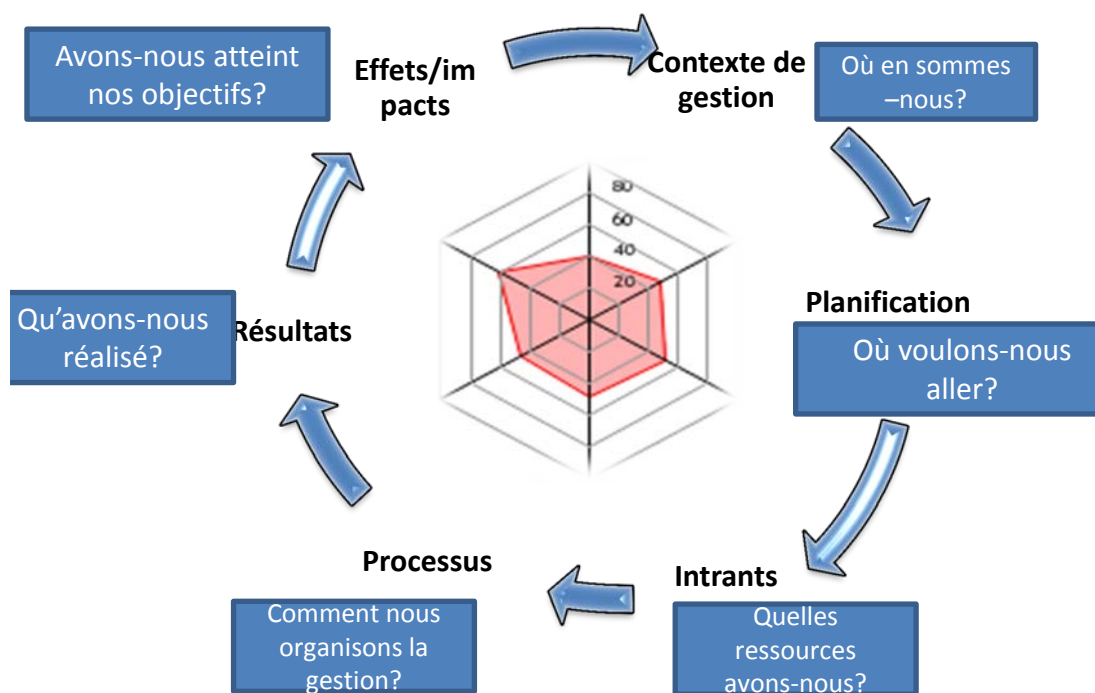 Avons-nous atteint
nos objectifs?
Effets/im
pacts
Contexte de
gestion
Où en sommes
–nous?
80
60
40
20
Planification
Où voulons-nous
aller?
Qu’avons-nous
réalisé?
Résultats
Processus
Comment nous
organisons la
gestion?
Intrants
Quelles
ressources
avons-nous?